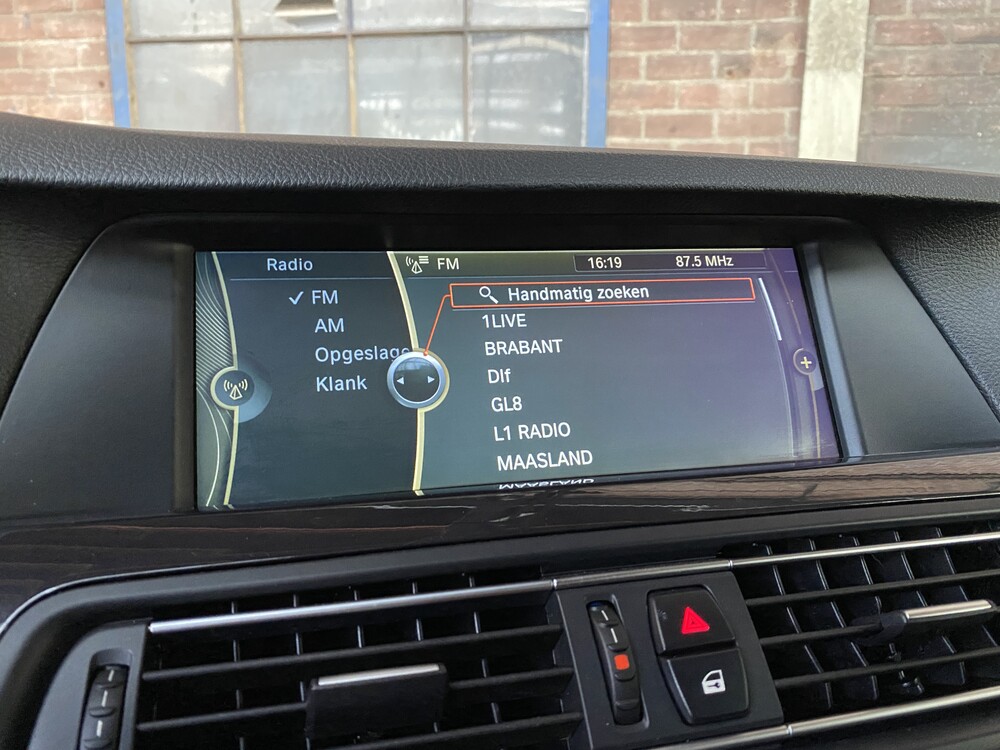 Radio
FM 16:19 87.5 MHz
✓ FM
AM
Opgeslage
Klank
Handmatig zoeken
1LIVE
BRABANT
Dlf
GL8
L1 RADIO
MAASLAND